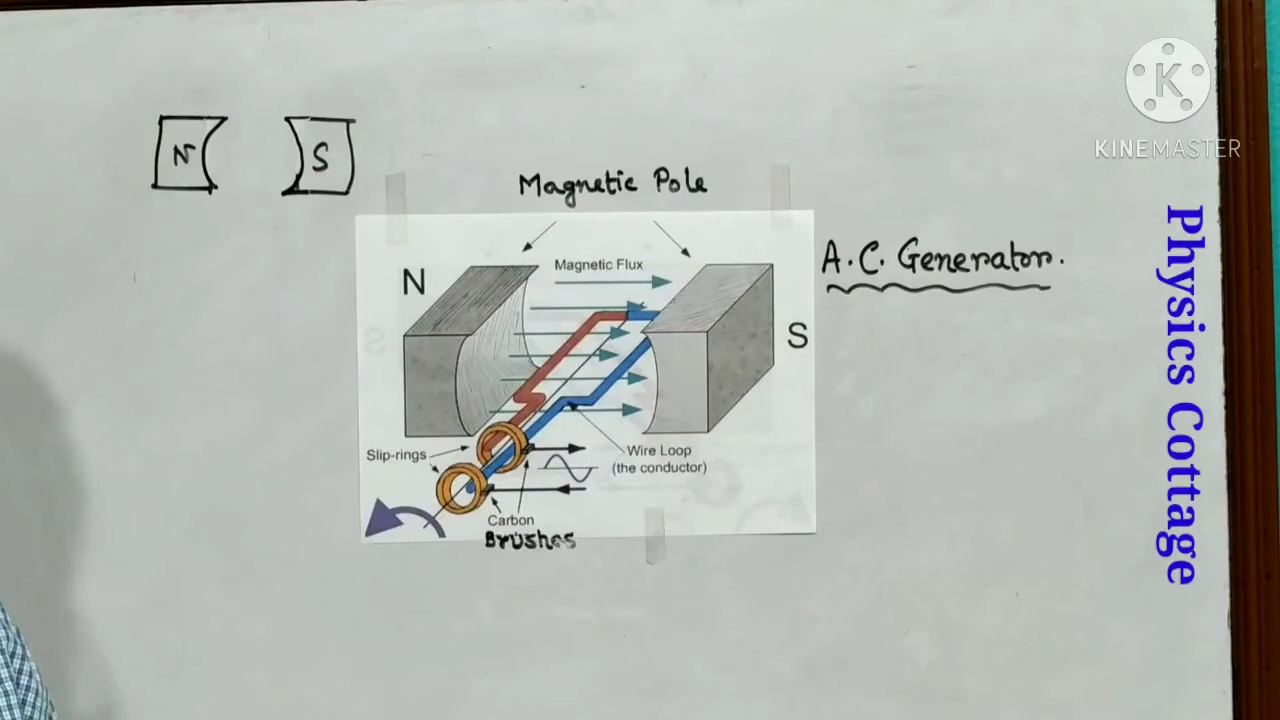 K
KINEMASTER
N
S
Magnetic Pole
A.C. Generator.
Physics Cottage
N
Magnetic Flux
S
Slip-rings
Wire Loop
(the conductor)
Carbon
Brushes